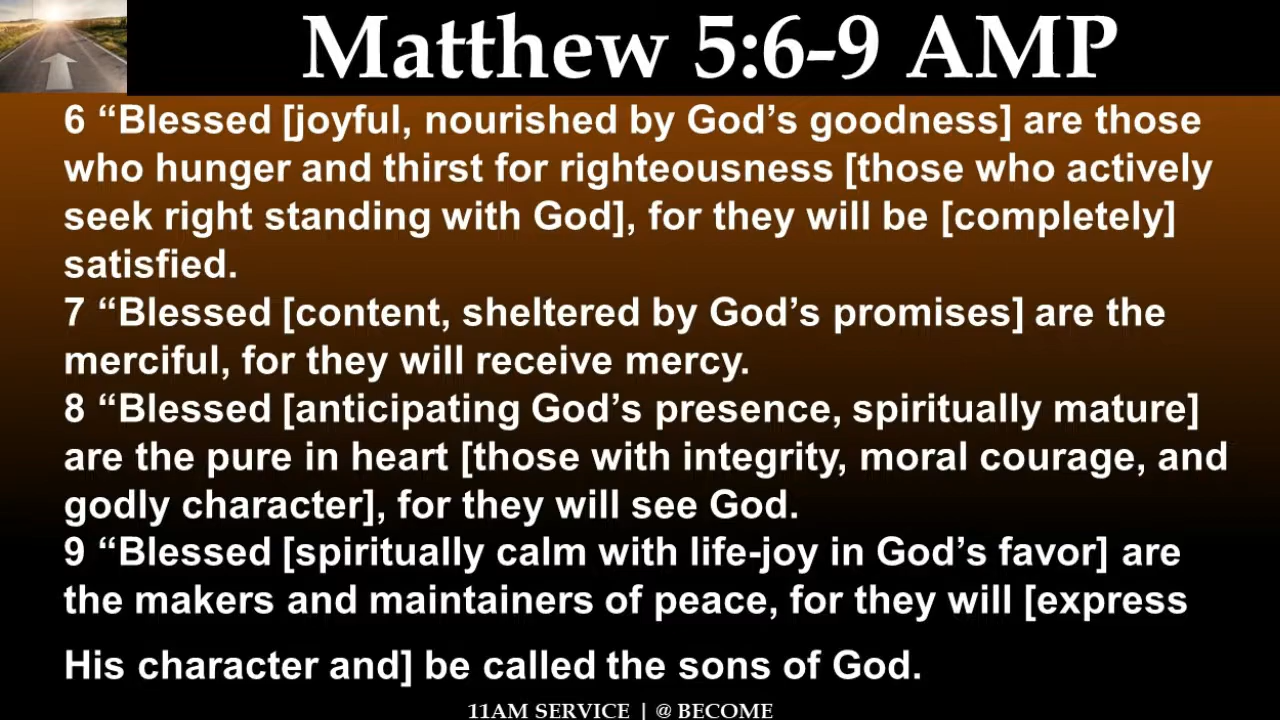 Matthew 5:6-9 AMP
6 “Blessed [joyful, nourished by God’s goodness] are those
who hunger and thirst for righteousness [those who actively
seek right standing with God], for they will be [completely]
satisfied.
7 “Blessed [content, sheltered by God’s promises] are the
merciful, for they will receive mercy.
8 “Blessed [anticipating God’s presence, spiritually mature]
are the pure in heart [those with integrity, moral courage, and
godly character], for they will see God.
9 “Blessed [spiritually calm with life-joy in God’s favor] are
the makers and maintainers of peace, for they will [express
His character and] be called the sons of God.
11AM SERVICE | @ BECOME